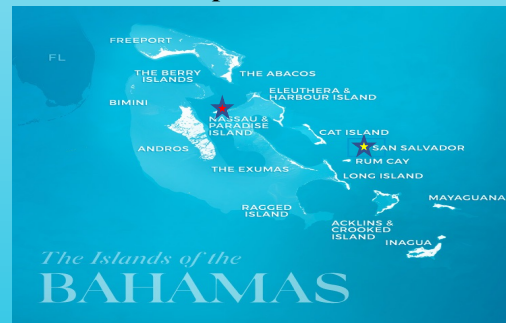 FREEPORT
FL
THE BERRY
ISLANDS
THE ABACOS
BIMINI
ELEUTHERA &
HARBOUR ISLAND
NASSAU &
PARADISE
ISLAND
CAT ISLAND
ANDROS
SAN SALVADOR
RUM CAY
THE EXUMAS
LONG ISLAND
MAYAGUANA
RAGGED
ISLAND
ACKLINS &
CROOKED
ISLAND
INAGUA
The Islands of the
BAHAMAS